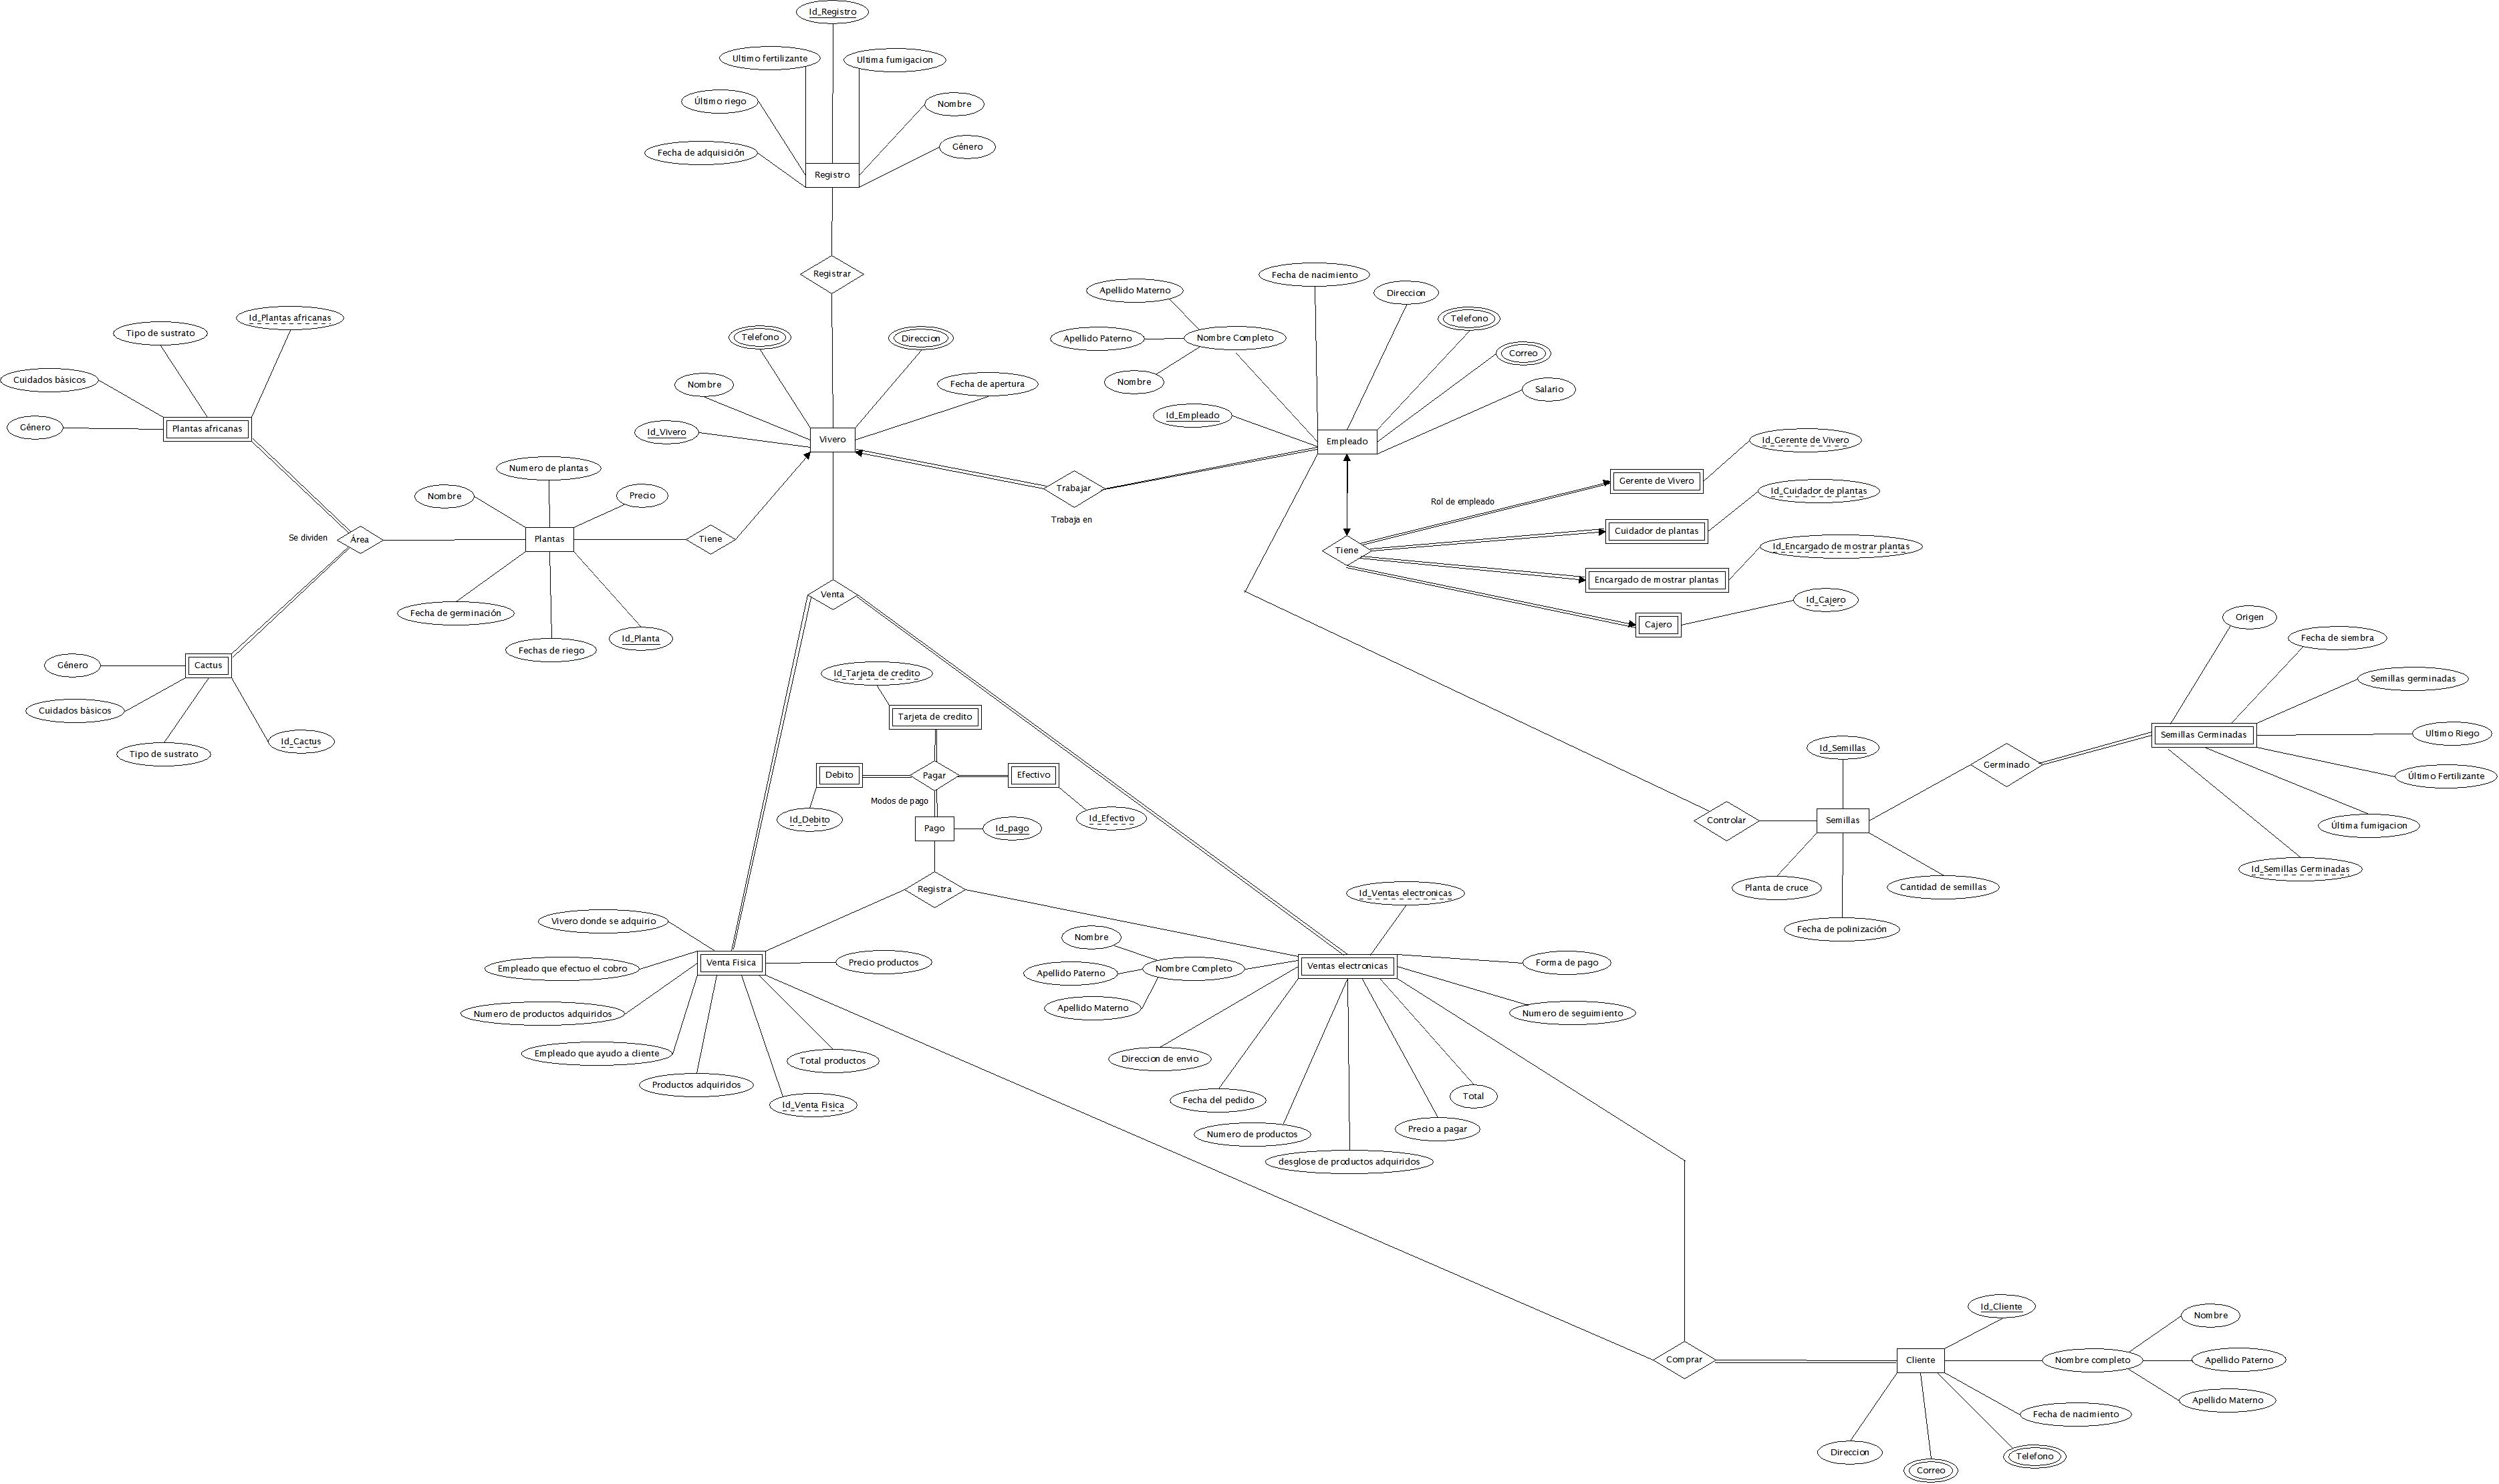 Id_Registro
Ultimo fertilizante
Ultima fumigacion
Último riego
Nombre
Fecha de adquisición
Género
Registro
Registrar
Id_Plantas africanas
Tipo de sustrato
Cuidados bàsicos
Género
Plantas africanas
Se dividen
Área
Cactus
Género
Cuidados bàsicos
Tipo de sustrato
Id_Cactus
Numero de plantas
Nombre
Precio
Plantas
Fecha de germinación
Fechas de riego
Id_Planta
Tiene
Telefono
Direccion
Nombre
Fecha de apertura
Id_Vivero
Vivero
Trabajar
Trabaja en
Fecha de nacimiento
Apellido Materno
Direccion
Telefono
Apellido Paterno
Nombre Completo
Correo
Nombre
Salario
Id_Empleado
Empleado
Id_Gerente de Vivero
Gerente de Vivero
Rol de empleado
Id_Cuidador de plantas
Cuidador de plantas
Tiene
Id_Encargado de mostrar plantas
Encargado de mostrar plantas
Id_Cajero
Cajero
Venta
Id_Tarjeta de credito
Tarjeta de credito
Debito
Pagar
Efectivo
Modos de pago
Id_Debito
Id_Efectivo
Pago
Id_pago
Registra
Origen
Fecha de siembra
Semillas germinadas
Semillas Germinadas
Ultimo Riego
Último Fertilizante
Última fumigacion
Id_Semillas Germinadas
Germinado
Id_Semillas
Controlar
Semillas
Planta de cruce
Cantidad de semillas
Fecha de polinización
Vivero donde se adquirio
Empleado que efectuo el cobro
Venta Fisica
Precio productos
Numero de productos adquiridos
Empleado que ayudo a cliente
Total productos
Productos adquiridos
Id_Venta Fisica
Id_Ventas electronicas
Nombre
Apellido Paterno
Nombre Completo
Apellido Materno
Ventas electronicas
Forma de pago
Numero de seguimiento
Direccion de envio
Fecha del pedido
Total
Numero de productos
Precio a pagar
desglose de productos adquiridos
Comprar
Id_Cliente
Nombre
Cliente
Nombre completo
Apellido Paterno
Apellido Materno
Fecha de nacimiento
Direccion
Telefono
Correo